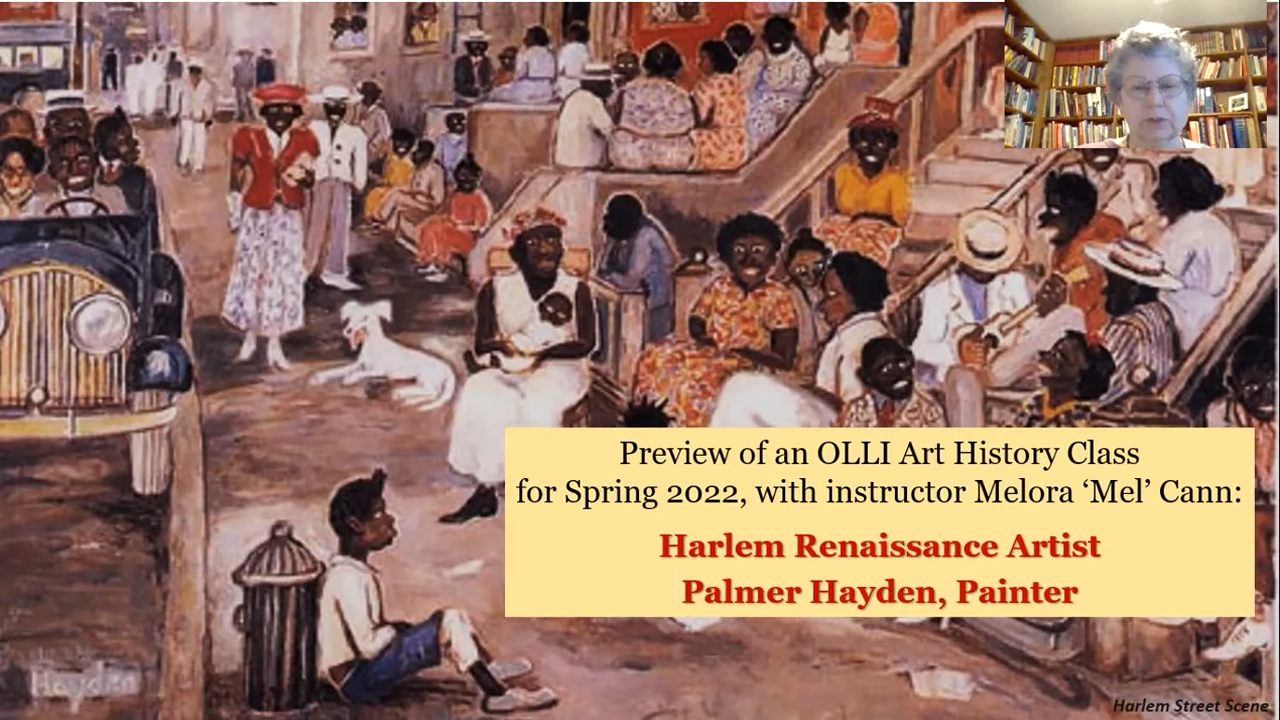 Preview of an OLLI Art History Class
for Spring 2022, with instructor Melora ‘Mel’ Cann:
Harlem Renaissance Artist
Palmer Hayden, Painter
Hayden
Harlem Street Scene